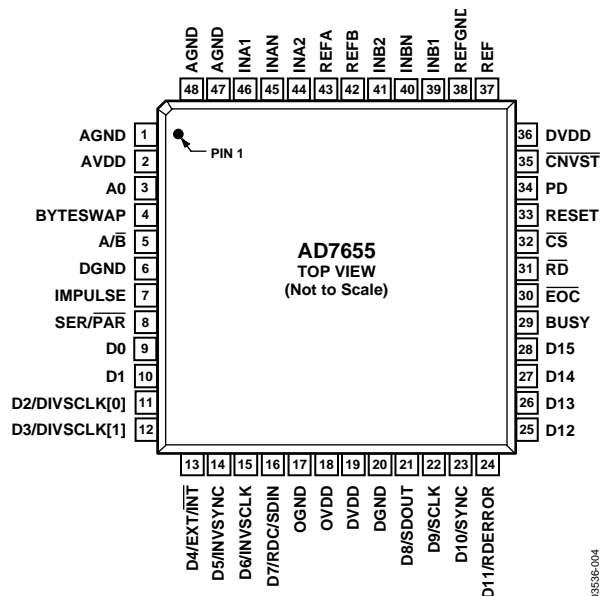 AGND
AGND
INA1
INAN
INA2
REFA
REFB
INB2
INBN
INB1
REFGND
REF
48 47 46 45 44 43 42 41 40 39 38 37
AGND 1
AVDD 2
A0 3
BYTESWAP 4
A/B̅ 5
DGND 6
IMPULSE 7
SER/P̅A̅R̅ 8
D0 9
D1 10
D2/DIVSCLK[0] 11
D3/DIVSCLK[1] 12
PIN 1
AD7655
TOP VIEW
(Not to Scale)
36 DVDD
35 C̅N̅V̅S̅T̅
34 PD
33 RESET
32 C̅S̅
31 R̅D̅
30 E̅O̅C̅
29 BUSY
28 D15
27 D14
26 D13
25 D12
13 14 15 16 17 18 19 20 21 22 23 24
D4/EXT/I̅N̅T̅
D5/INVSYNC
D6/INVSCLK
D7/RDC/SDIN
OGND
OVDD
DVDD
DGND
D8/SDOUT
D9/SCLK
D10/SYNC
D11/RDERROR
03536-004